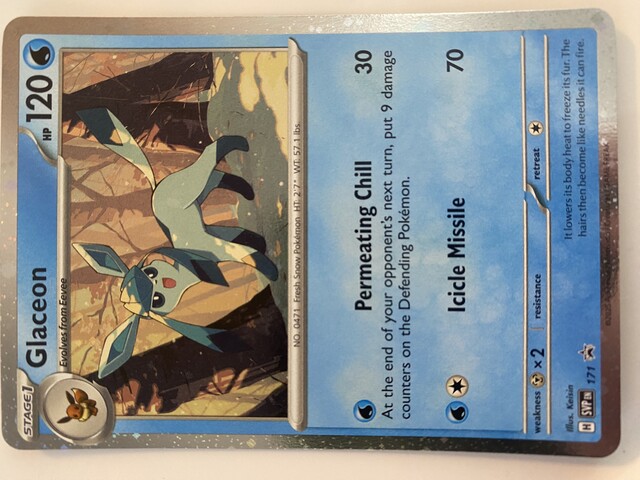 STAGE1
Glaceon
HP 120
Evolves from Eevee
NO. 0471 Fresh Snow Pokémon HT: 2'7" WT: 57.1 lbs.
Permeating Chill 30
At the end of your opponent's next turn, put 9 damage
counters on the Defending Pokémon.
Icicle Missile 70
weakness ×2 resistance retreat
Illus. Keisin
H SVP EN 171
It lowers its body heat to freeze its fur. The
hairs then become like needles it can fire.